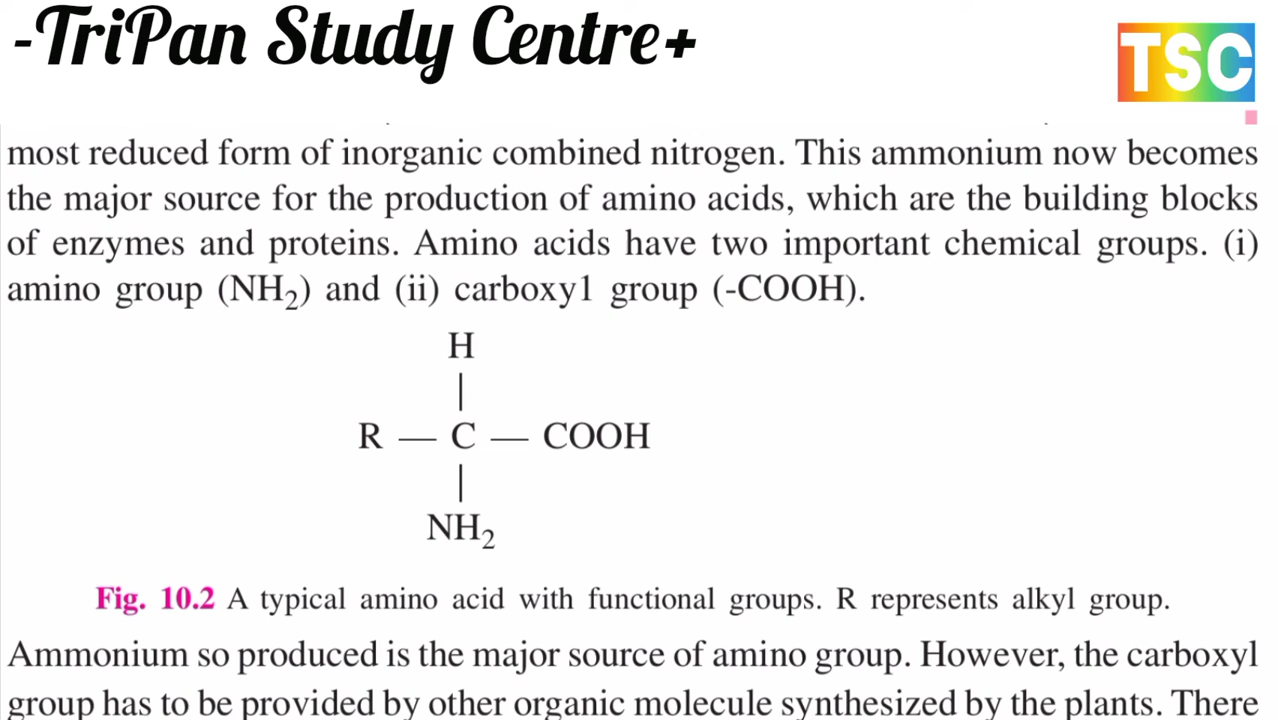 -TriPan Study Centre+
TSC
most reduced form of inorganic combined nitrogen. This ammonium now becomes
the major source for the production of amino acids, which are the building blocks
of enzymes and proteins. Amino acids have two important chemical groups. (i)
amino group (NH₂) and (ii) carboxy1 group (-COOH).
H
|
R — C — COOH
|
NH₂
Fig. 10.2 A typical amino acid with functional groups. R represents alkyl group.
Ammonium so produced is the major source of amino group. However, the carboxyl
group has to be provided by other organic molecule synthesized by the plants. There